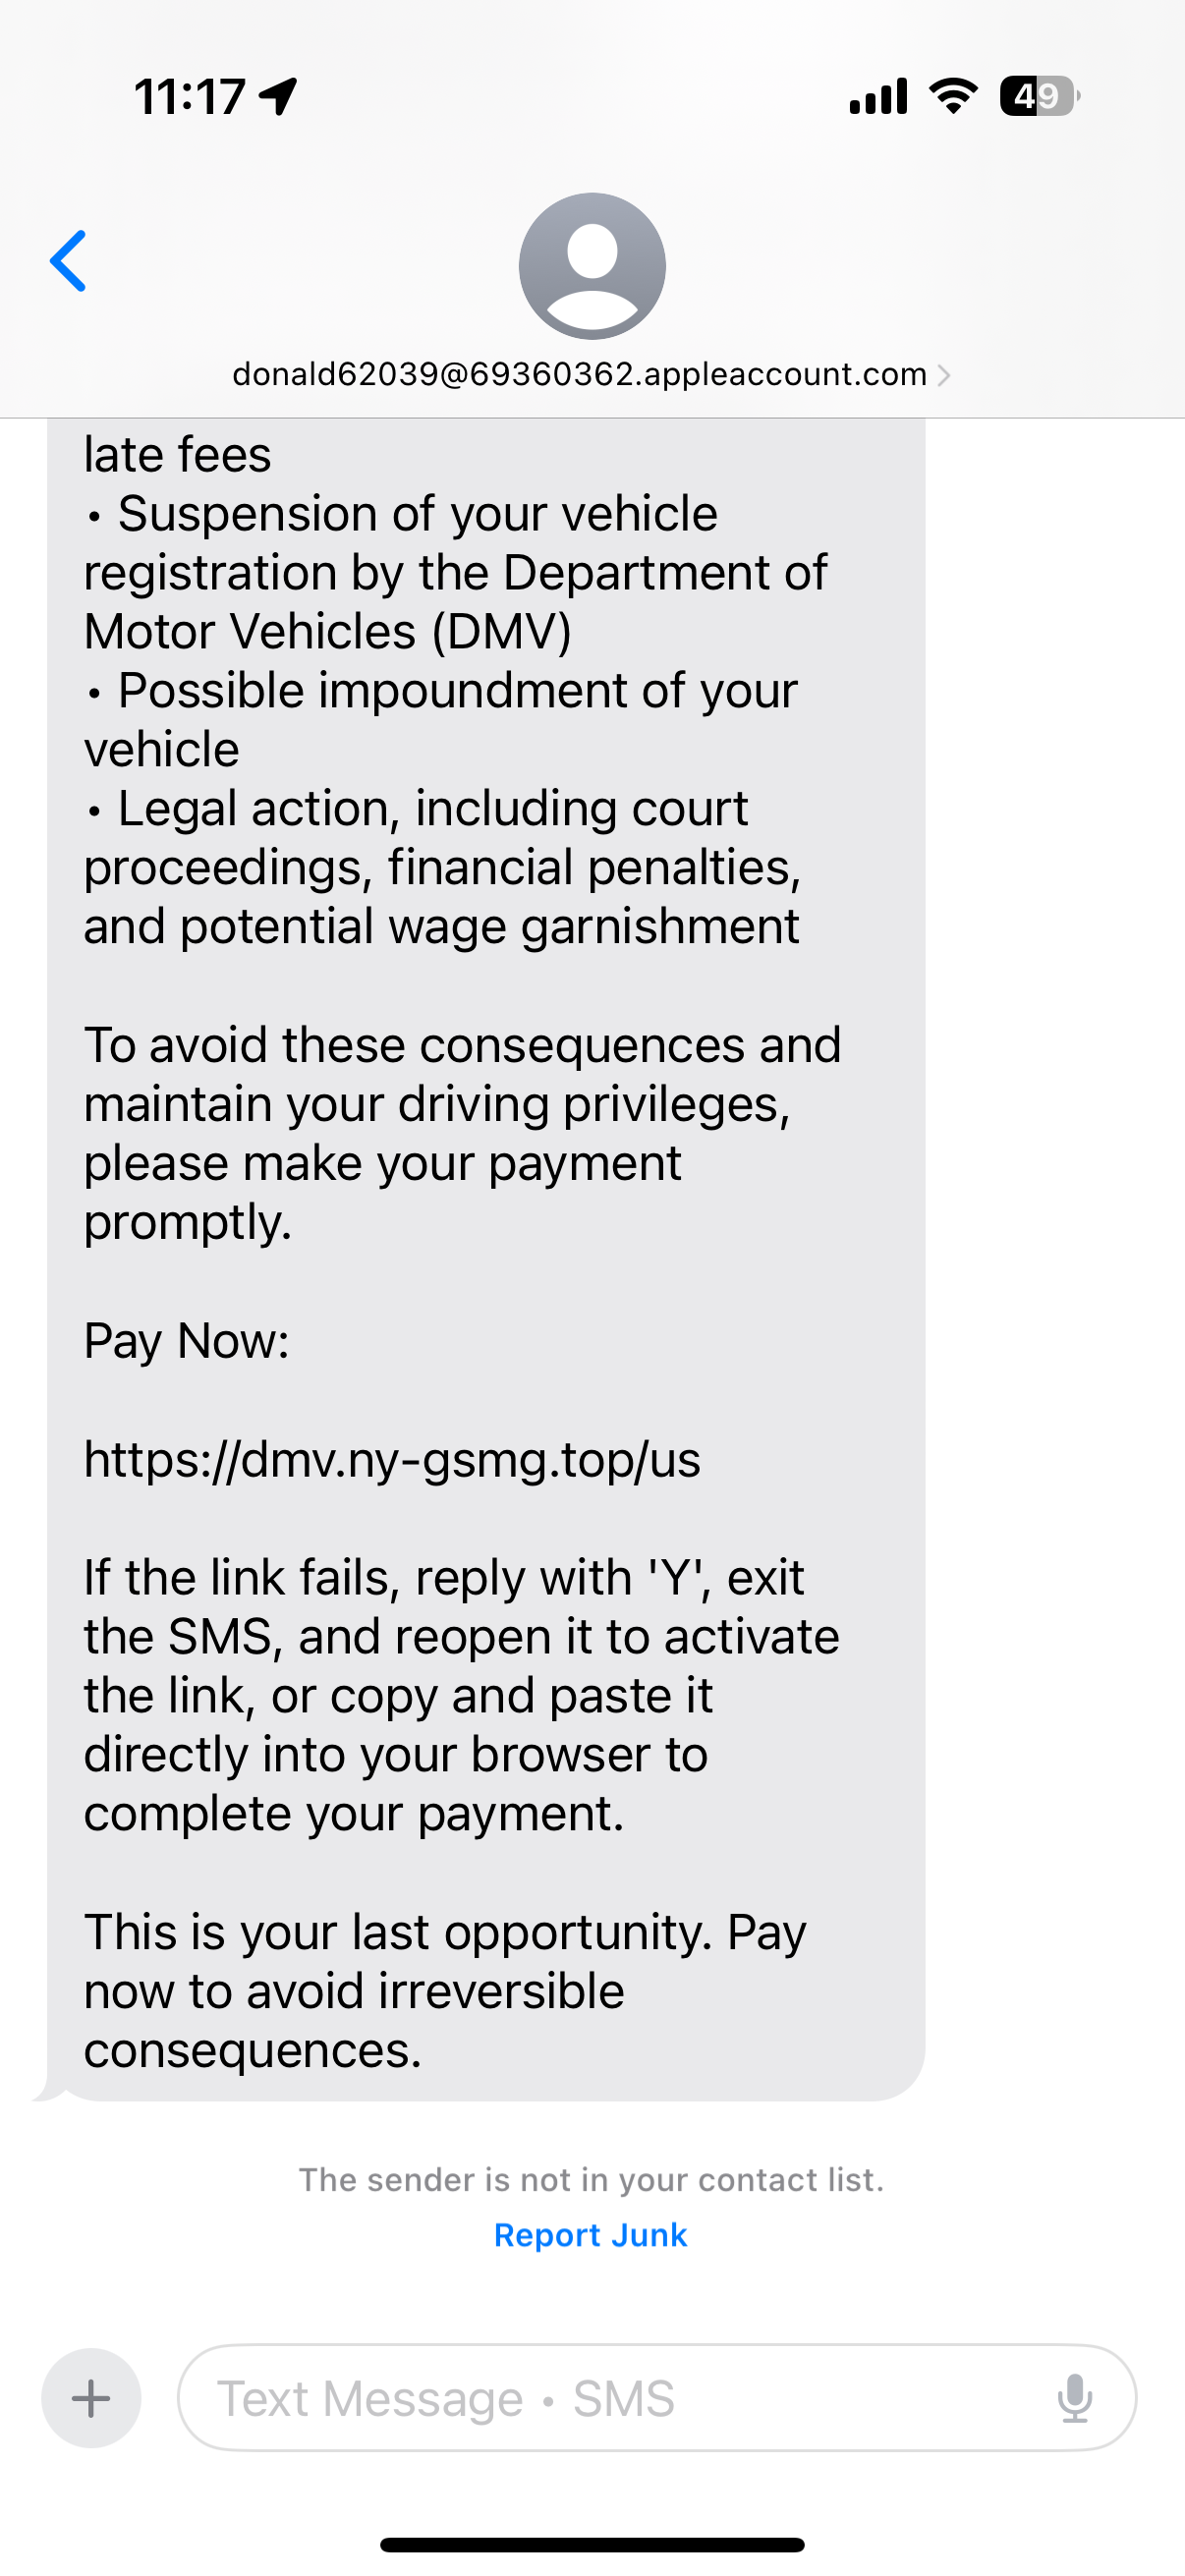 11:17
49
donald62039@69360362.appleaccount.com
late fees
• Suspension of your vehicle
registration by the Department of
Motor Vehicles (DMV)
• Possible impoundment of your
vehicle
• Legal action, including court
proceedings, financial penalties,
and potential wage garnishment
To avoid these consequences and
maintain your driving privileges,
please make your payment
promptly.
Pay Now:
https://dmv.ny-gsmg.top/us
If the link fails, reply with 'Y', exit
the SMS, and reopen it to activate
the link, or copy and paste it
directly into your browser to
complete your payment.
This is your last opportunity. Pay
now to avoid irreversible
consequences.
The sender is not in your contact list.
Report Junk
Text Message • SMS